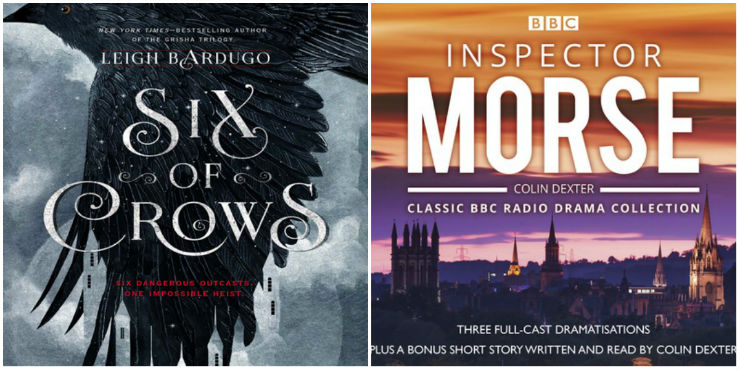 NEW YORK TIMES–BESTSELLING AUTHOR
OF THE GRISHA TRILOGY
LEIGH BARDUGO
SIX
OF
CROWS
SIX DANGEROUS OUTCASTS.
ONE IMPOSSIBLE HEIST.
BBC
INSPECTOR
MORSE
COLIN DEXTER
CLASSIC BBC RADIO DRAMA COLLECTION
THREE FULL-CAST DRAMATISATIONS
PLUS A BONUS SHORT STORY WRITTEN AND READ BY COLIN DEXTER